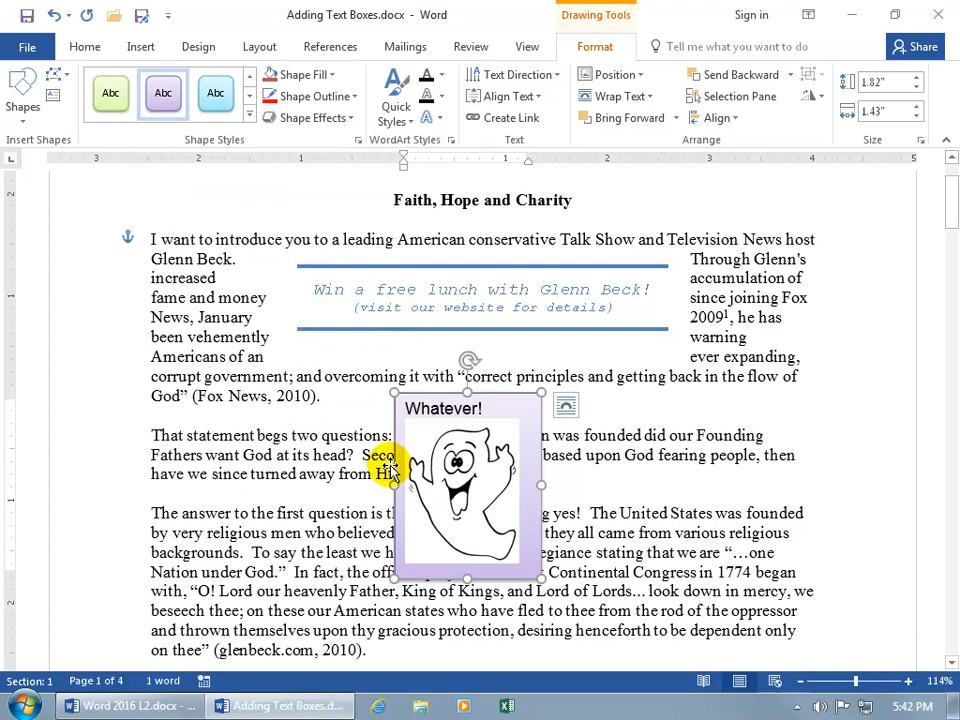 Adding Text Boxes.docx - Word
Drawing Tools
Sign in
File
Home
Insert
Design
Layout
References
Mailings
Review
View
Format
Tell me what you want to do
Share
Shapes
Insert Shapes
Abc
Abc
Abc
Shape Fill
Shape Outline
Shape Effects
Shape Styles
Quick
Styles
A
A
A
WordArt Styles
Text Direction
Align Text
Create Link
Text
Position
Wrap Text
Bring Forward
Send Backward
Selection Pane
Align
Arrange
1.82"
1.43"
Size
L
3 2 1 1 2 3 4 5
2
1
1
2
Faith, Hope and Charity
I want to introduce you to a leading American conservative Talk Show and Television News host
Glenn Beck. Through Glenn's
increased accumulation of
fame and money since joining Fox
News, January 20091, he has
been vehemently warning
Americans of an ever expanding,
Win a free lunch with Glenn Beck!
(visit our website for details)
corrupt government; and overcoming it with “correct principles and getting back in the flow of
God” (Fox News, 2010).
Whatever!
That statement begs two questions: n was founded did our Founding
Fathers want God at its head? Seco based upon God fearing people, then
have we since turned away from Hi
The answer to the first question is th g yes! The United States was founded
by very religious men who believed they all came from various religious
backgrounds. To say the least we h egiance stating that we are “…one
Nation under God.” In fact, the off Continental Congress in 1774 began
with, “O! Lord our heavenly Father, King of Kings, and Lord of Lords... look down in mercy, we
beseech thee; on these our American states who have fled to thee from the rod of the oppressor
and thrown themselves upon thy gracious protection, desiring henceforth to be dependent only
on thee” (glenbeck.com, 2010).
Section: 1 Page 1 of 4 1 word
114%
Word 2016 L2.docx - ...
Adding Text Boxes.d...
5:42 PM